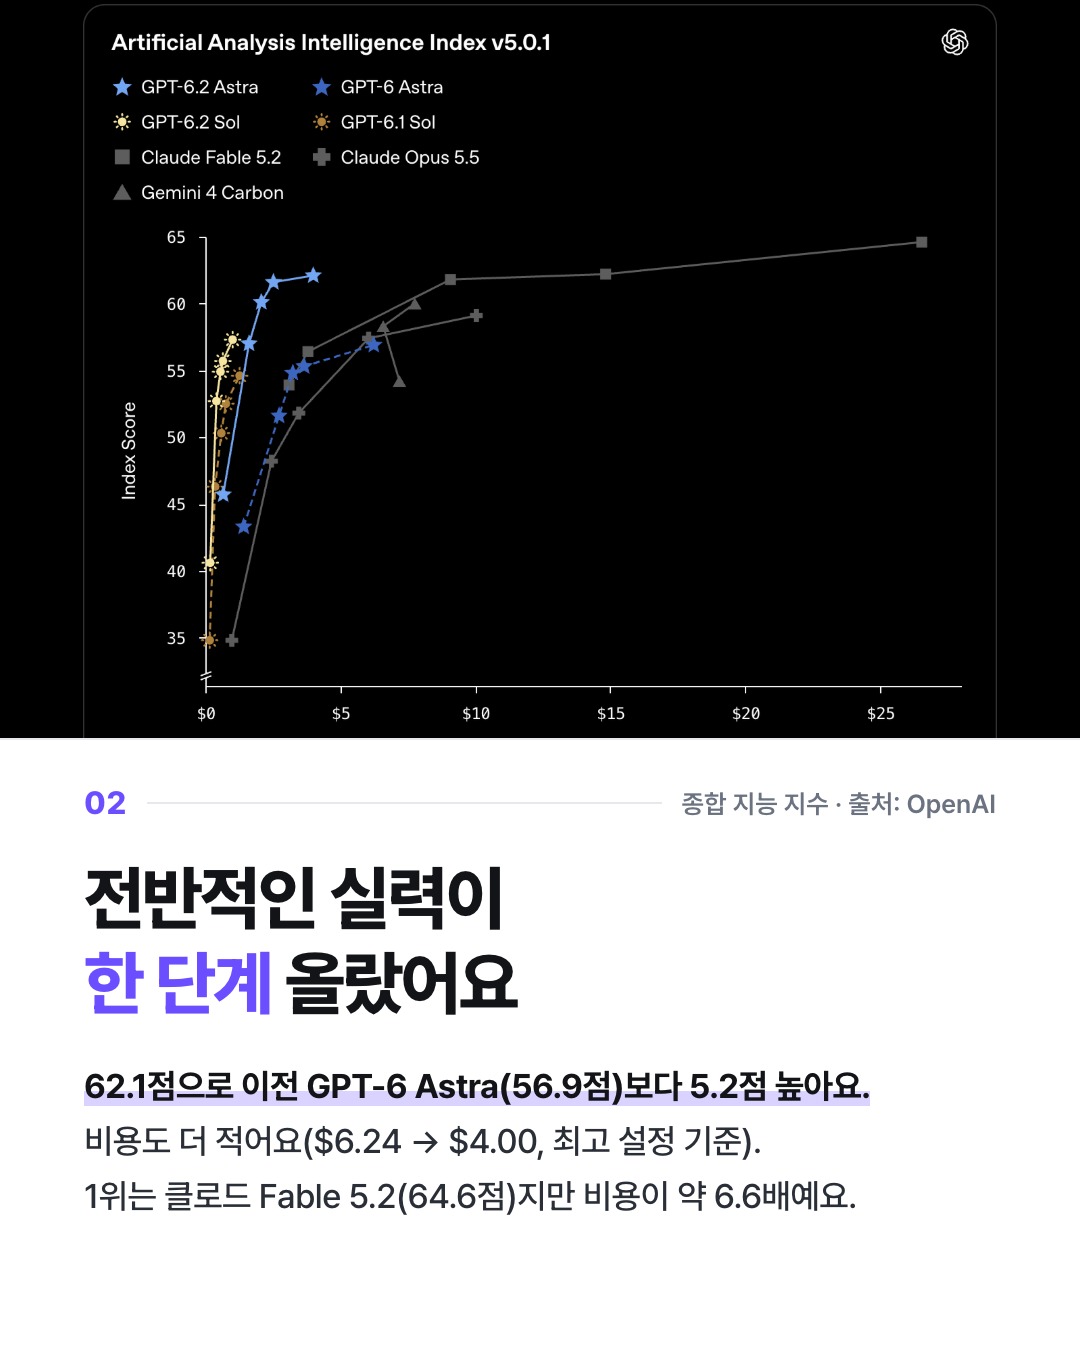 Artificial Analysis Intelligence Index v5.0.1
GPT-6.2 Astra
GPT-6 Astra
GPT-6.2 Sol
GPT-6.1 Sol
Claude Fable 5.2
Claude Opus 5.5
Gemini 4 Carbon
65
60
55
50
45
40
35
Index Score
$0
$5
$10
$15
$20
$25
02
종합 지능 지수 · 출처: OpenAI
전반적인 실력이
한 단계 올랐어요
62.1점으로 이전 GPT-6 Astra(56.9점)보다 5.2점 높아요.
비용도 더 적어요($6.24 → $4.00, 최고 설정 기준).
1위는 클로드 Fable 5.2(64.6점)지만 비용이 약 6.6배예요.